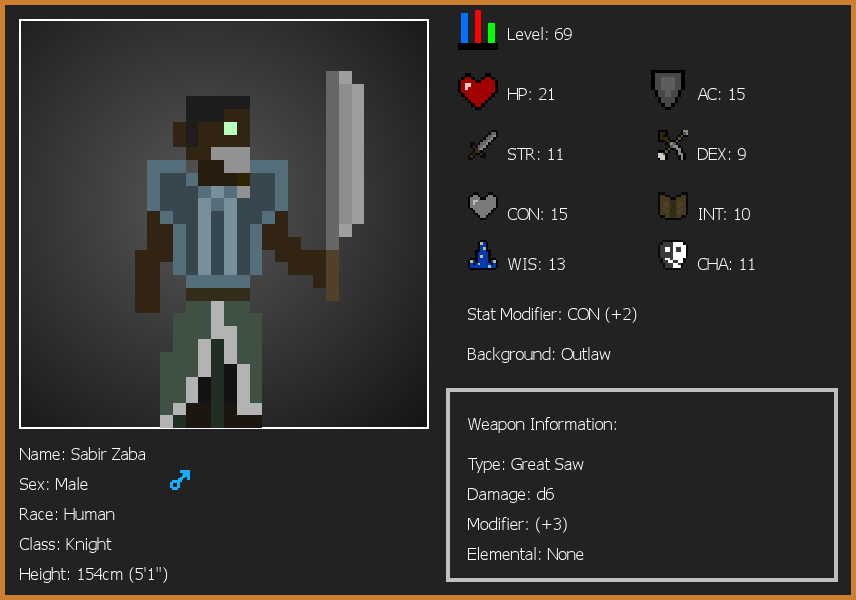 Level: 69
HP: 21
AC: 15
STR: 11
DEX: 9
CON: 15
INT: 10
WIS: 13
CHA: 11
Stat Modifier: CON (+2)
Background: Outlaw
Weapon Information:
Type: Great Saw
Damage: d6
Modifier: (+3)
Elemental: None
Name: Sabir Zaba
Sex: Male
Race: Human
Class: Knight
Height: 154cm (5'1")